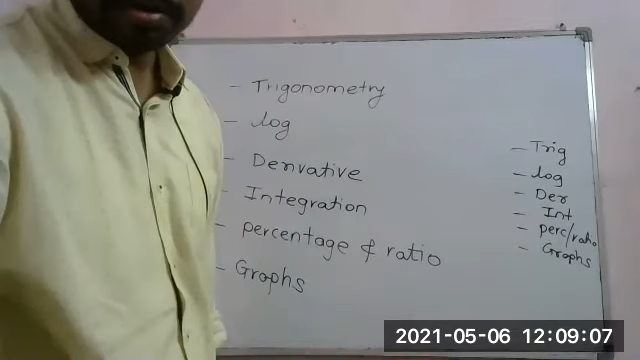 - Trigonometry
- log
- Derivative
- Integration
- percentage & ratio
- Graphs
- Trig
- log
- Der
- Int
- perc/ratio
- Graphs
2021-05-06 12:09:07